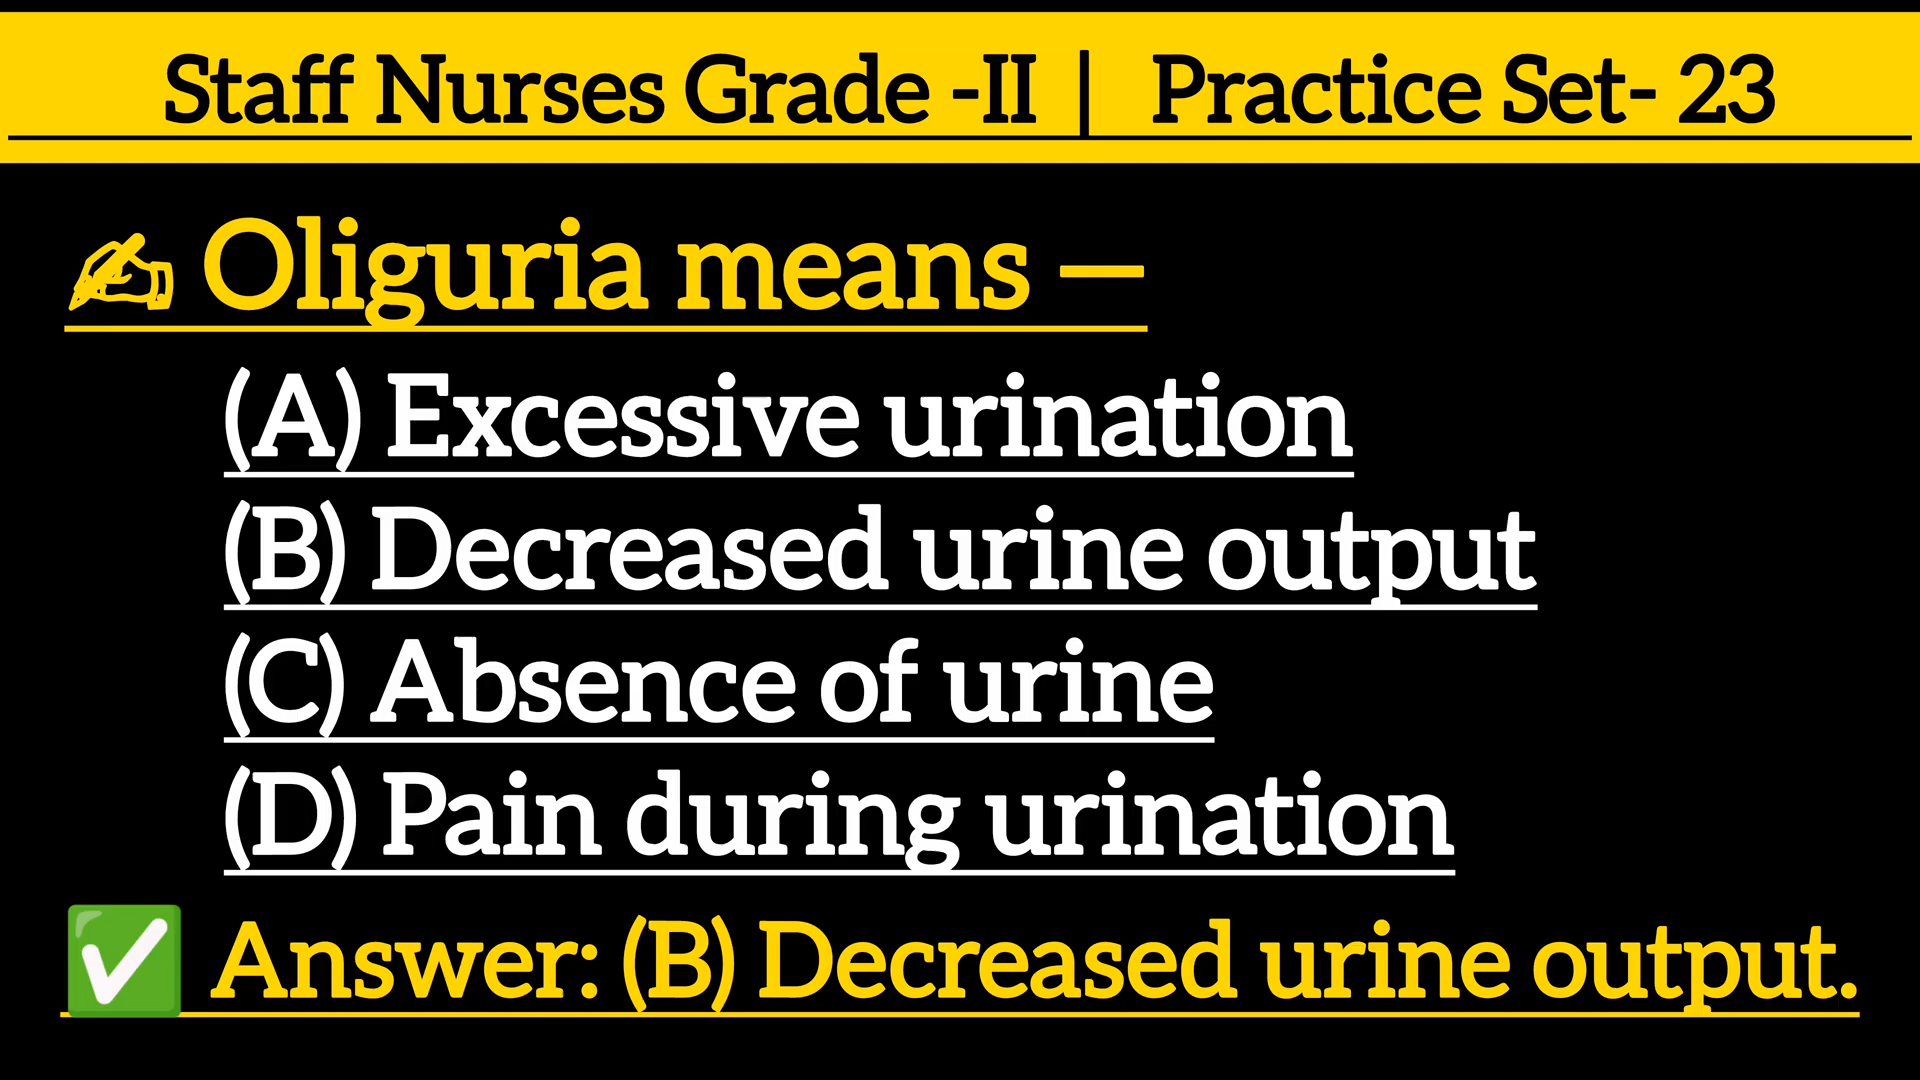 Staff Nurses Grade -II | Practice Set- 23
✍ Oliguria means —
(A) Excessive urination
(B) Decreased urine output
(C) Absence of urine
(D) Pain during urination
✅ Answer: (B) Decreased urine output.